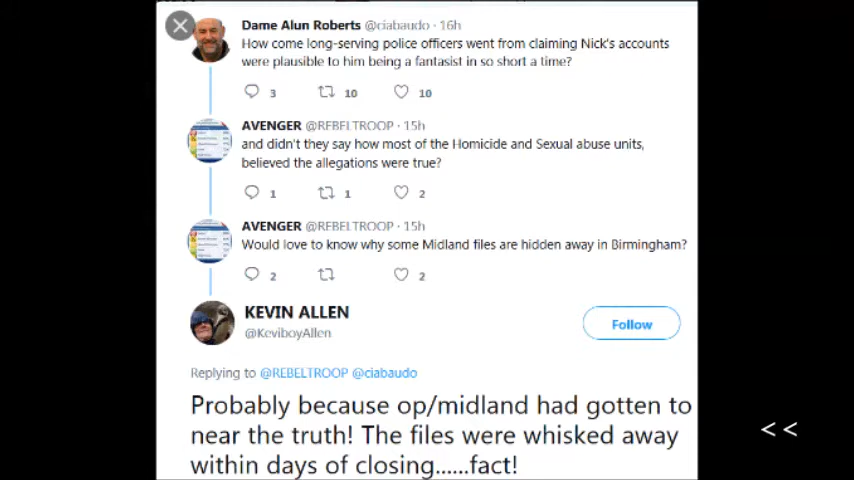 Dame Alun Roberts @ciabaudo · 16h
How come long-serving police officers went from claiming Nick's accounts
were plausible to him being a fantasist in so short a time?
3 10 10
AVENGER @REBELTROOP · 15h
and didn't they say how most of the Homicide and Sexual abuse units,
believed the allegations were true?
1 1 2
AVENGER @REBELTROOP · 15h
Would love to know why some Midland files are hidden away in Birmingham?
2 2
KEVIN ALLEN
@KeviboyAllen
Follow
Replying to @REBELTROOP @ciabaudo
Probably because op/midland had gotten to
near the truth! The files were whisked away
within days of closing......fact!
<<